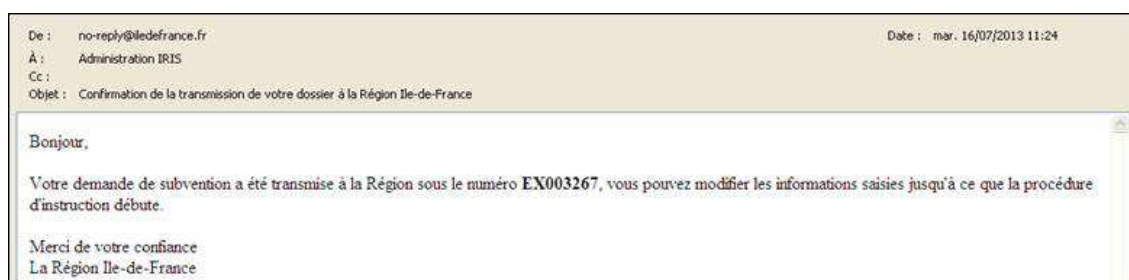 De : no-reply@iledefrance.fr Date : mar. 16/07/2013 11:24
À : Administration IRIS
Cc :
Objet : Confirmation de la transmission de votre dossier à la Région Ile-de-France
Bonjour,
Votre demande de subvention a été transmise à la Région sous le numéro EX003267, vous pouvez modifier les informations saisies jusqu'à ce que la procédure
d'instruction débute.
Merci de votre confiance
La Région Ile-de-France